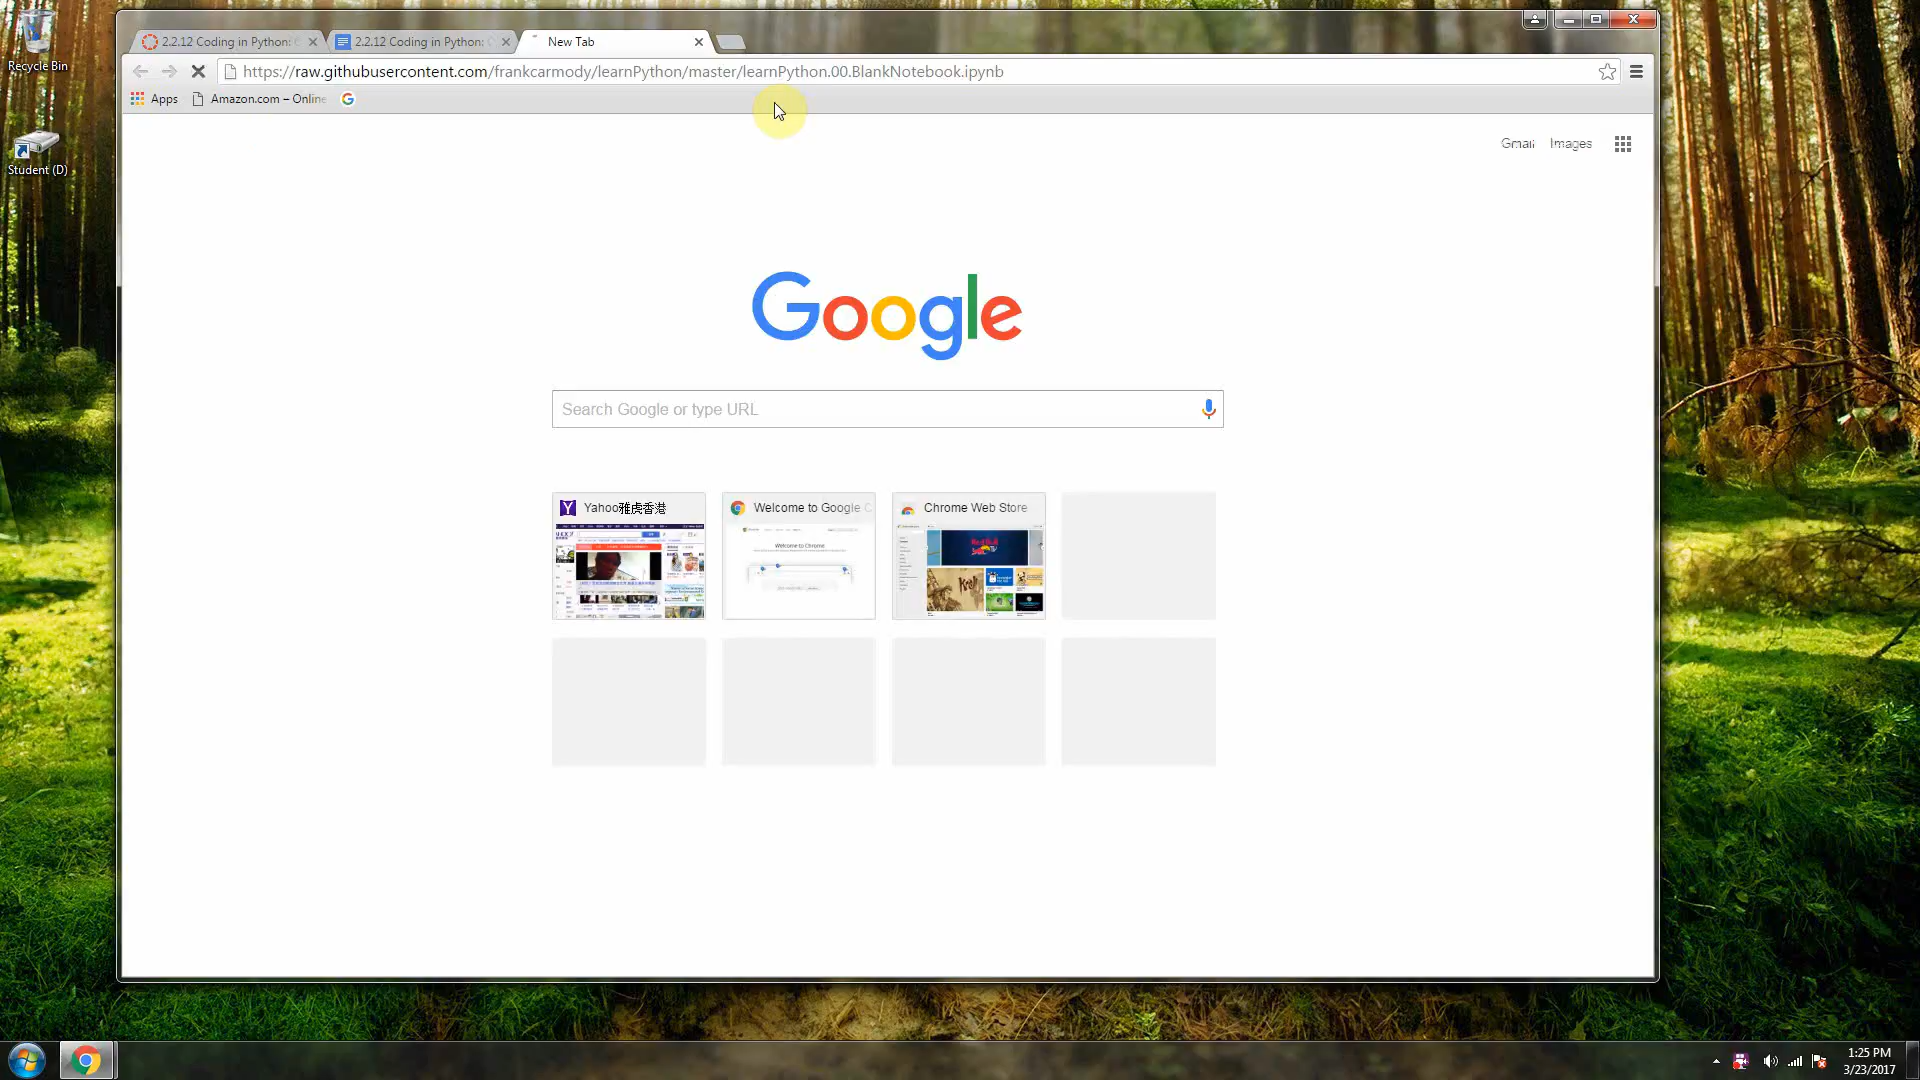 Recycle Bin
Student (D)
2.2.12 Coding in Python:
2.2.12 Coding in Python:
New Tab
https://raw.githubusercontent.com/frankcarmody/learnPython/master/learnPython.00.BlankNotebook.ipynb
Apps
Amazon.com – Online
Gmail
Images
Google
Search Google or type URL
Yahoo雅虎香港
Welcome to Google C
Chrome Web Store
Welcome to Chrome
1:25 PM
3/23/2017